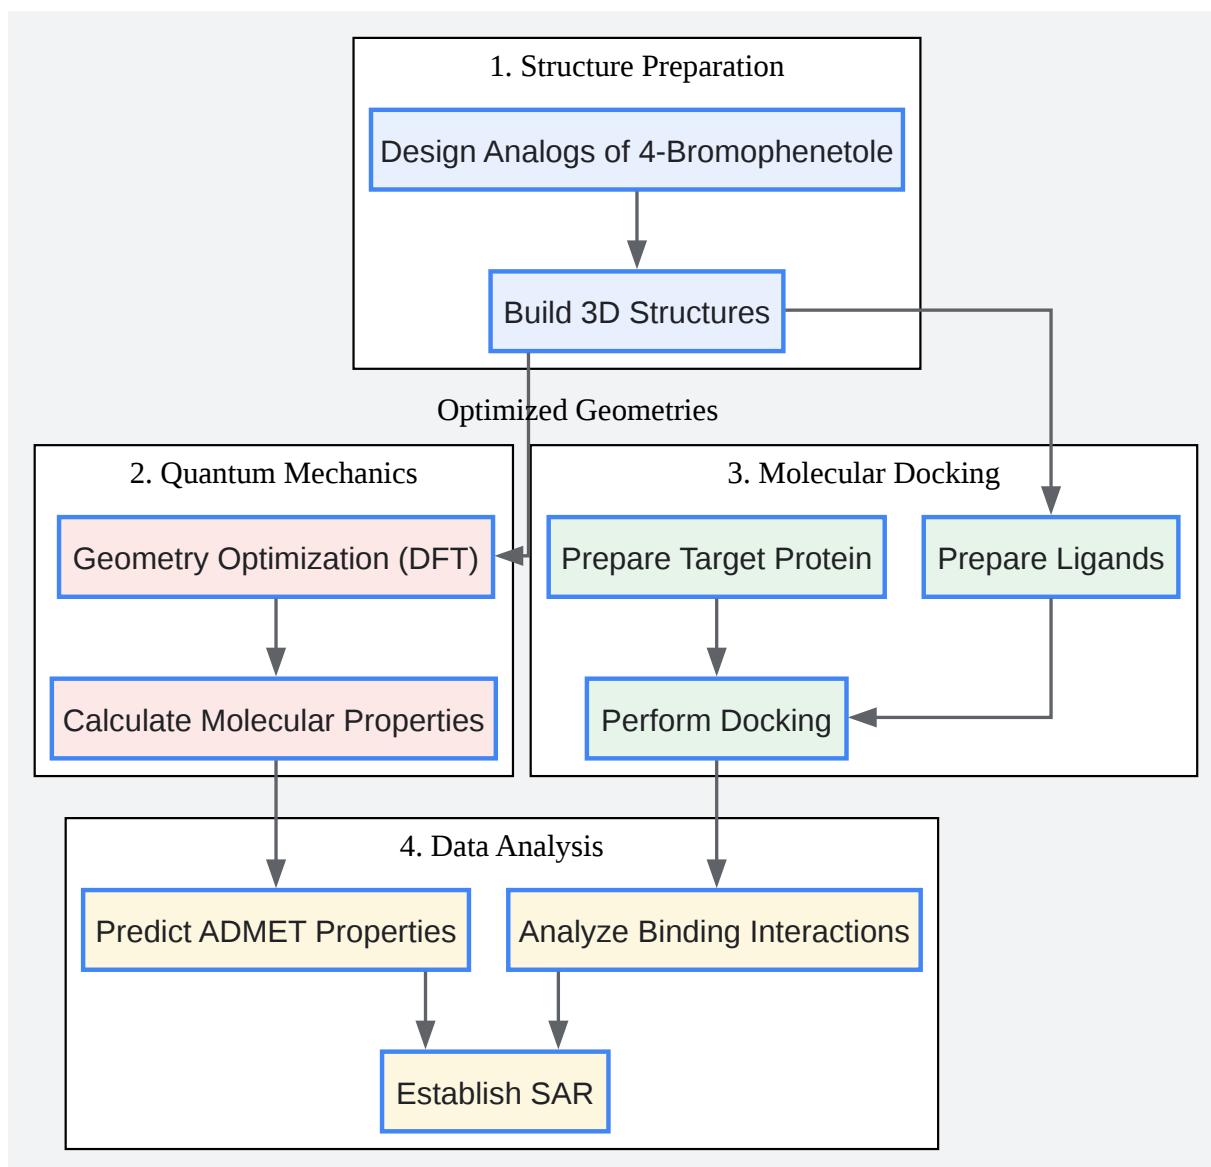 1. Structure Preparation
Design Analogs of 4-Bromophenetole
Build 3D Structures
Optimized Geometries
2. Quantum Mechanics
Geometry Optimization (DFT)
Calculate Molecular Properties
3. Molecular Docking
Prepare Target Protein
Prepare Ligands
Perform Docking
4. Data Analysis
Predict ADMET Properties
Analyze Binding Interactions
Establish SAR